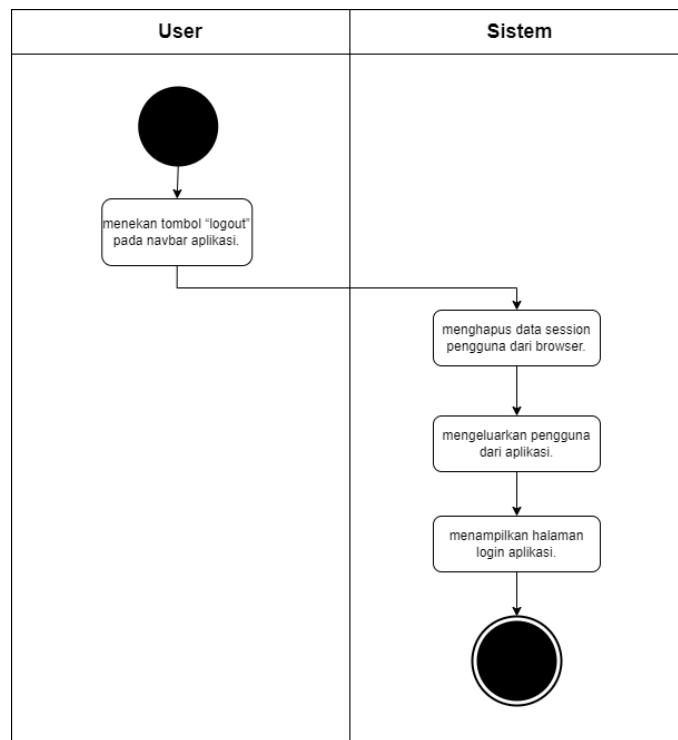 User
Sistem
menekan tombol “logout”
pada navbar aplikasi.
menghapus data session
pengguna dari browser.
mengeluarkan pengguna
dari aplikasi.
menampilkan halaman
login aplikasi.